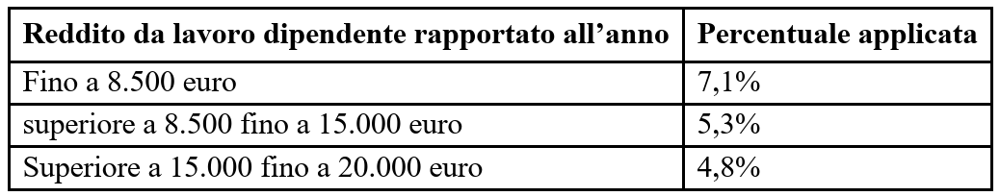 Reddito da lavoro dipendente rapportato all’anno Percentuale applicata
Fino a 8.500 euro 7,1%
superiore a 8.500 fino a 15.000 euro 5,3%
Superiore a 15.000 fino a 20.000 euro 4,8%